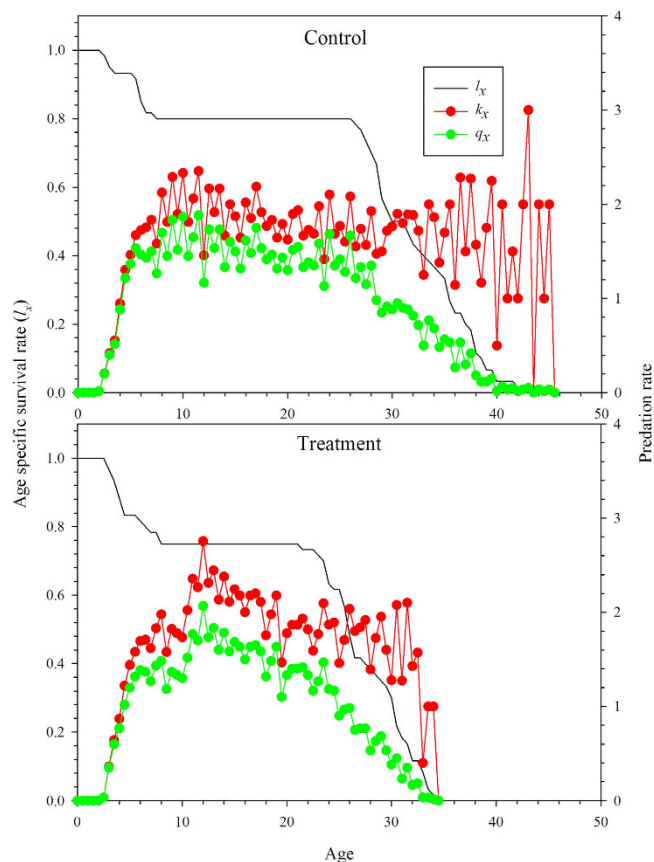 Control
l_x
k_x
q_x
1.0
0.8
0.6
0.4
0.2
0.0
4
3
2
1
0
0 10 20 30 40 50
Treatment
1.0
0.8
0.6
0.4
0.2
0.0
4
3
2
1
0
0 10 20 30 40 50
Age specific survival rate (l_x)
Predation rate
Age